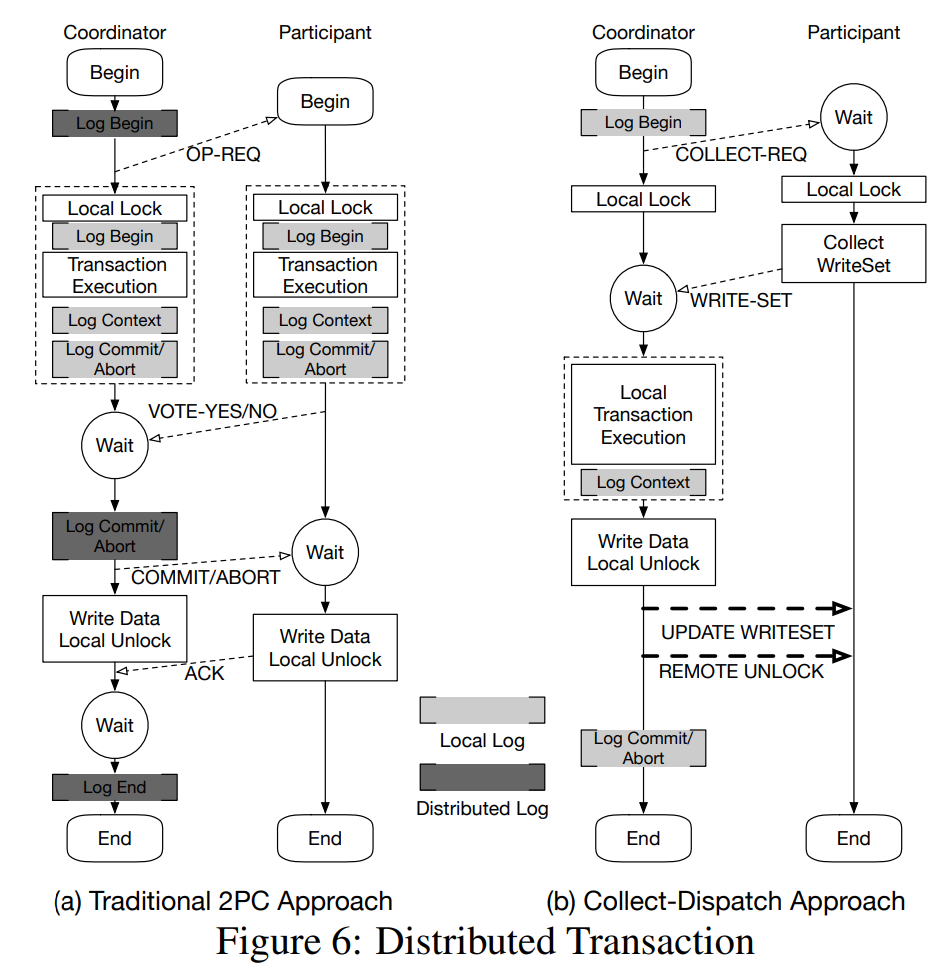 Coordinator
Participant
Begin
Log Begin
OP-REQ
Begin
Local Lock
Log Begin
Transaction
Execution
Log Context
Log Commit/
Abort
Local Lock
Log Begin
Transaction
Execution
Log Context
Log Commit/
Abort
VOTE-YES/NO
Wait
Log Commit/
Abort
Wait
COMMIT/ABORT
Write Data
Local Unlock
Write Data
Local Unlock
ACK
Wait
Log End
End
End
(a) Traditional 2PC Approach
Local Log
Distributed Log
Coordinator
Participant
Begin
Log Begin
Wait
COLLECT-REQ
Local Lock
Local Lock
Collect
WriteSet
Wait
WRITE-SET
Local
Transaction
Execution
Log Context
Write Data
Local Unlock
UPDATE WRITESET
REMOTE UNLOCK
Log Commit/
Abort
End
End
(b) Collect-Dispatch Approach
Figure 6: Distributed Transaction